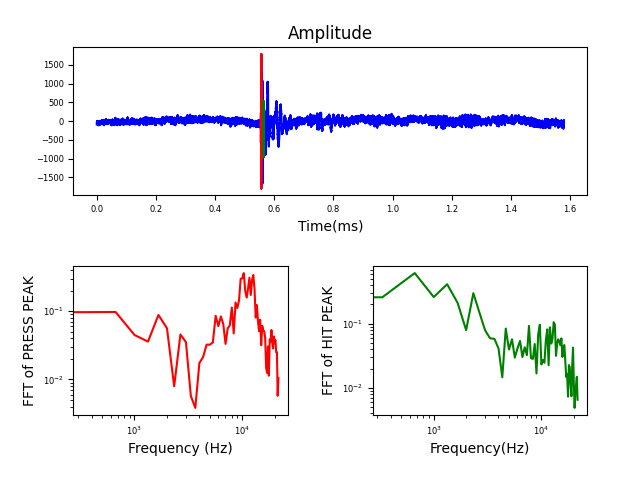 Amplitude
1500
1000
500
0
−500
−1000
−1500
0.0 0.2 0.4 0.6 0.8 1.0 1.2 1.4 1.6
Time(ms)
FFT of PRESS PEAK
10⁻¹
10⁻²
10³ 10⁴
Frequency (Hz)
FFT of HIT PEAK
10⁻¹
10⁻²
10³ 10⁴
Frequency(Hz)